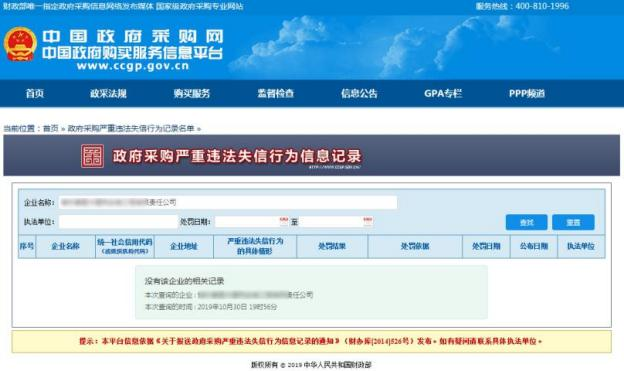 财政部唯一指定政府采购信息网络发布媒体 国家级政府采购专业网站
服务热线：400-810-1996
中国政府采购网
中国政府购买服务信息平台
www.ccgp.gov.cn
首页 政采法规 购买服务 监督检查 信息公告 GPA专栏 PPP频道
当前位置：首页 » 政府采购严重违法失信行为记录名单 »
政府采购严重违法失信行为信息记录
企业名称： 责任公司
执法单位： 处罚日期： 至 查找 重置
序号 企业名称 统一社会信用代码 企业地址 严重违法失信行为 处罚结果 处罚依据 处罚日期 公布日期 执法单位
(或组织机构代码) 的具体情形
没有该企业的相关记录
本次查询的企业： 责任公司
本次查询的时间：2019年10月30日 19时56分
提示：本平台信息依据《关于报送政府采购严重违法失信行为信息记录的通知》（财办库[2014]526号）发布。如有疑问请联系具体执法单位。
版权所有 © 2019 中华人民共和国财政部